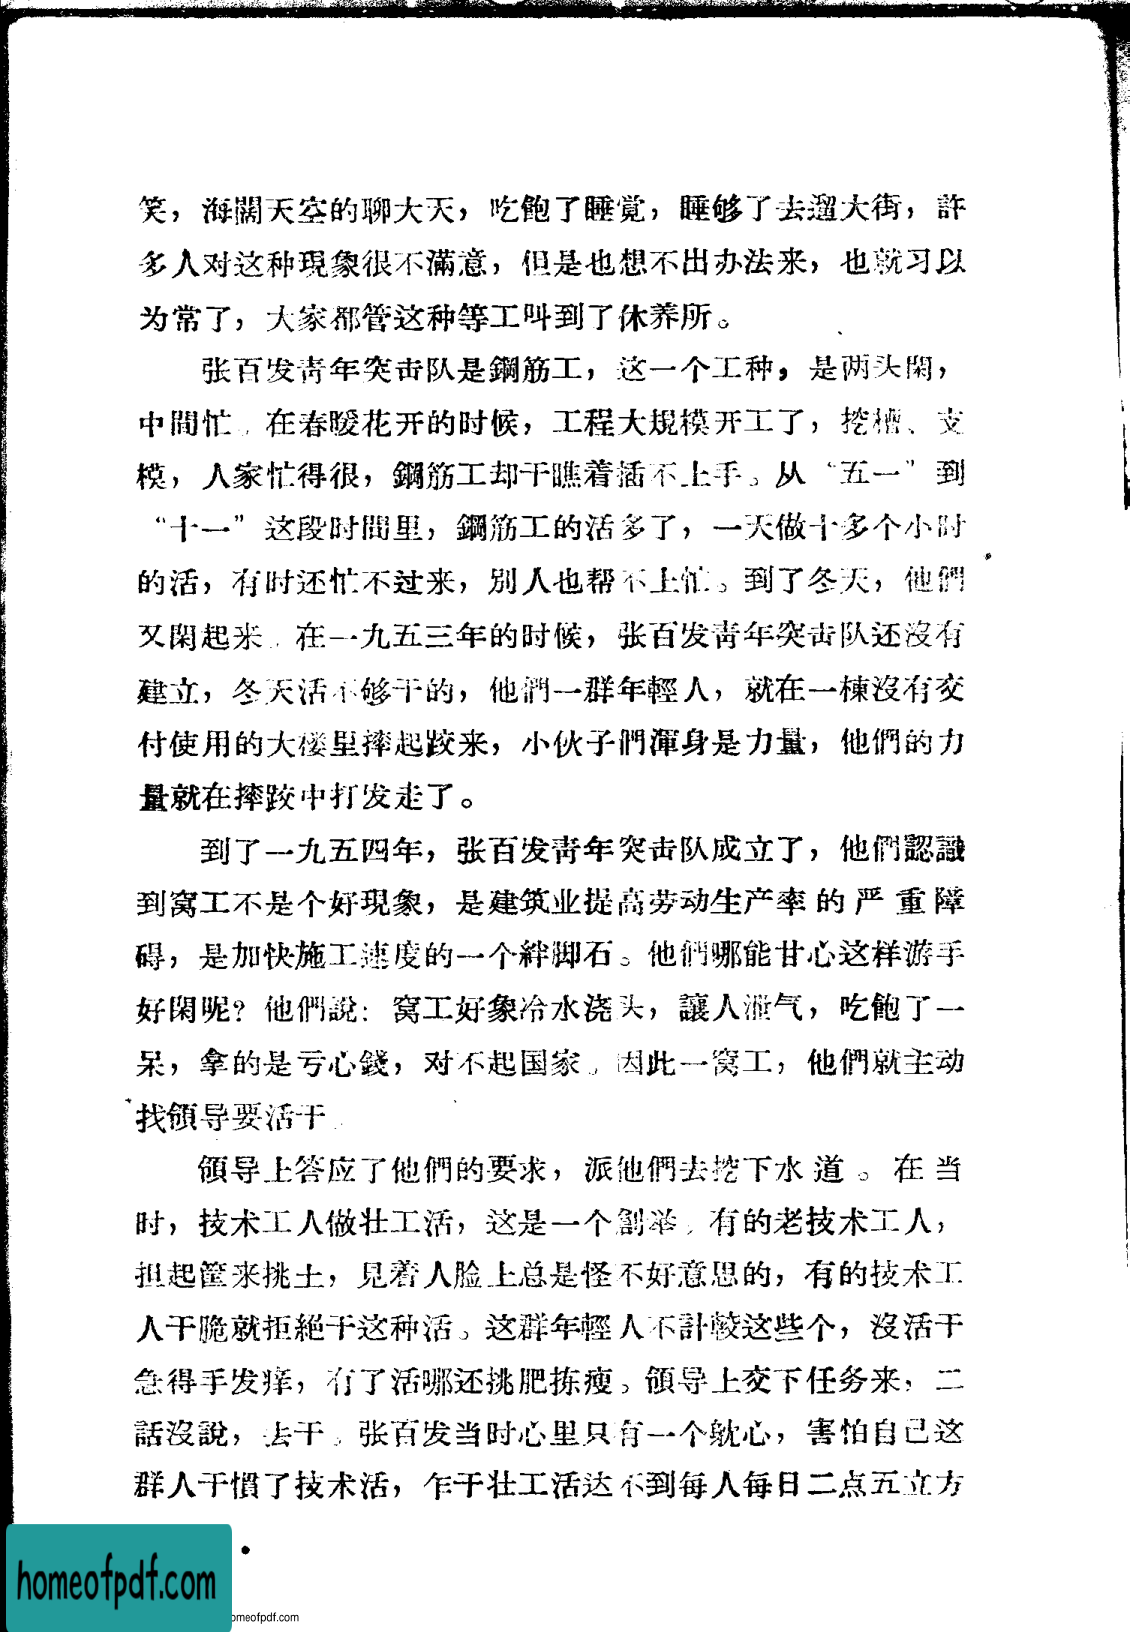 笑，海闊天空的聊大天，吃飽了睡覚，睡够了去遛大街，許
多人对这种現象很不滿意，但是也想不出办法来，也就习以
为常了，大家都管这种等工叫到了休养所。
张百发青年突击队是鋼筋工，这一个工种，是两头閑，
中間忙。在春暖花开的时候，工程大規模开工了，挖槽、支
模，人家忙得很，鋼筋工却干瞧着插不上手。从“五一”到
“十一”这段时間里，鋼筋工的活多了，一天做十多个小时
的活，有时还忙不过来，別人也帮不上忙。到了冬天，他們
又閑起来。在一九五三年的时候，张百发青年突击队还沒有
建立，冬天活不够干的，他們一群年輕人，就在一棟沒有交
付使用的大楼里摔起跤来，小伙子們渾身是力量，他們的力
量就在摔跤中打发走了。
到了一九五四年，张百发青年突击队成立了，他們認識
到窝工不是个好現象，是建筑业提高劳动生产率的严重障
碍，是加快施工速度的一个絆脚石。他們哪能甘心这样游手
好閑呢？他們說：窝工好象冷水浇头，讓人泄气，吃飽了一
呆，拿的是亏心錢，对不起国家。因此一窝工，他們就主动
找領导要活干。
領导上答应了他們的要求，派他們去挖下水道。在当
时，技术工人做壮工活，这是一个創举。有的老技术工人，
担起筐来挑土，見着人脸上总是怪不好意思的，有的技术工
人干脆就拒絕干这种活。这群年輕人不計較这些个，沒活干
急得手发痒，有了活哪还挑肥拣瘦。領导上交下任务来，二
話沒說，去干。张百发当时心里只有一个躭心，害怕自己这
群人干慣了技术活，乍干壮工活达不到每人每日二点五立方
homeofpdf.com
omeofpdf.com